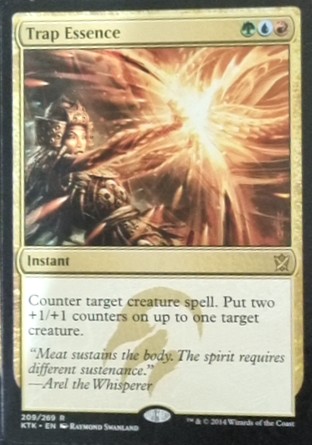 Trap Essence
Instant
Counter target creature spell. Put two
+1/+1 counters on up to one target
creature.
“Meat sustains the body. The spirit requires
different sustenance.”
—Arel the Whisperer
209/269 R
KTK • EN Raymond Swanland
™ & © 2014 Wizards of the Coast